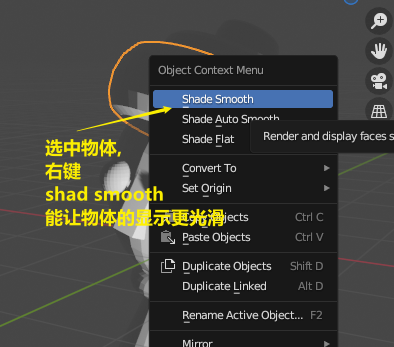 Object Context Menu
Shade Smooth
Shade Auto Smooth
Shade Flat
Render and display faces s
选中物体,
右键
shad smooth
能让物体的显示更光滑
Convert To
Set Origin
Objects Ctrl C
Paste Objects Ctrl V
Duplicate Objects Shift D
Duplicate Linked Alt D
Rename Active Object... F2
Mirror